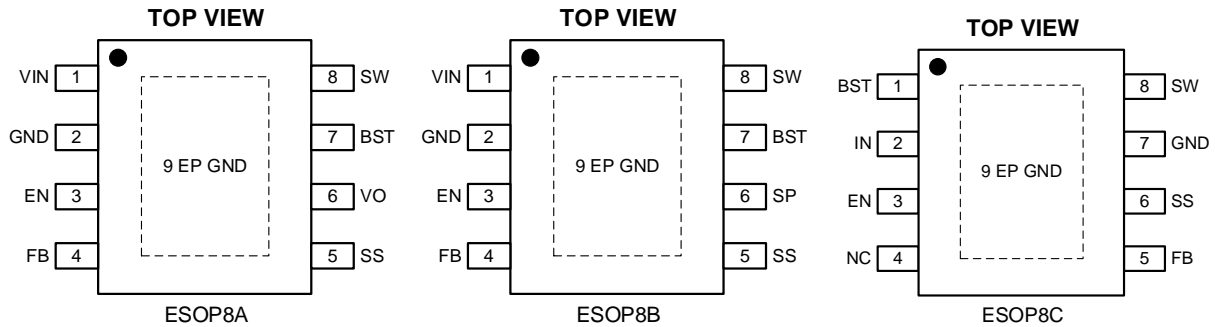 TOP VIEW
VIN 1
8 SW
GND 2
7 BST
9 EP GND
EN 3
6 VO
FB 4
5 SS
ESOP8A
TOP VIEW
VIN 1
8 SW
GND 2
7 BST
9 EP GND
EN 3
6 SP
FB 4
5 SS
ESOP8B
TOP VIEW
BST 1
8 SW
IN 2
7 GND
9 EP GND
EN 3
6 SS
NC 4
5 FB
ESOP8C